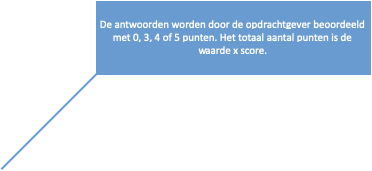 De antwoorden worden door de opdrachtgever beoordeeld
met 0, 3, 4 of 5 punten. Het totaal aantal punten is de
waarde x score.